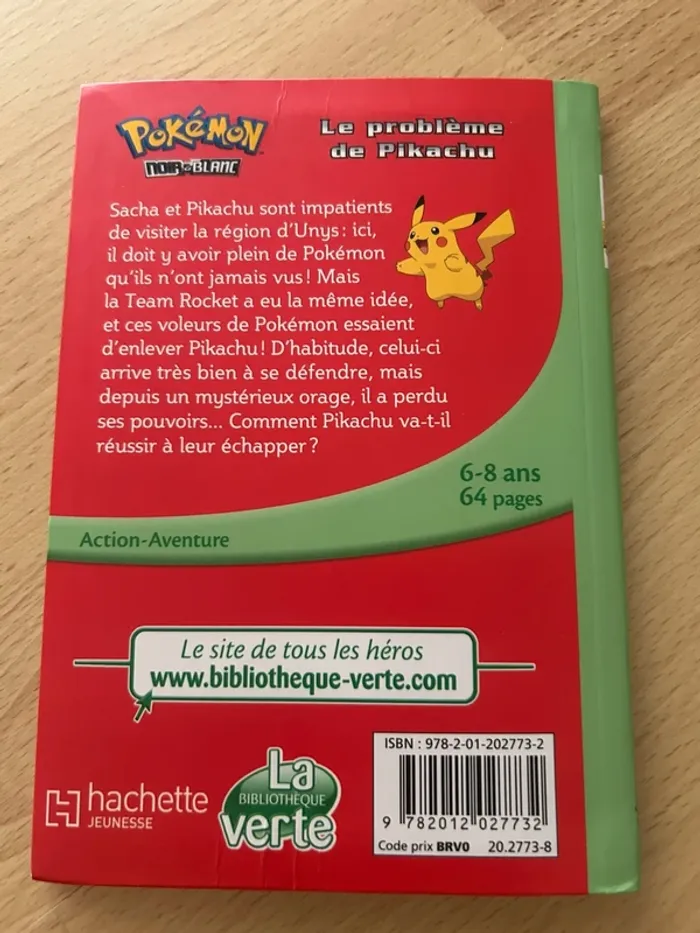 POKÉMON
NOIR & BLANC
Le problème
de Pikachu
Sacha et Pikachu sont impatients
de visiter la région d'Unys : ici,
il doit y avoir plein de Pokémon
qu'ils n'ont jamais vus ! Mais
la Team Rocket a eu la même idée,
et ces voleurs de Pokémon essaient
d'enlever Pikachu ! D'habitude, celui-ci
arrive très bien à se défendre, mais
depuis un mystérieux orage, il a perdu
ses pouvoirs... Comment Pikachu va-t-il
réussir à leur échapper ?
6-8 ans
64 pages
Action-Aventure
Le site de tous les héros
www.bibliotheque-verte.com
hachette
JEUNESSE
La
BIBLIOTHÈQUE
verte
ISBN : 978-2-01-202773-2
9 782012 027732
Code prix BRV0 20.2773-8